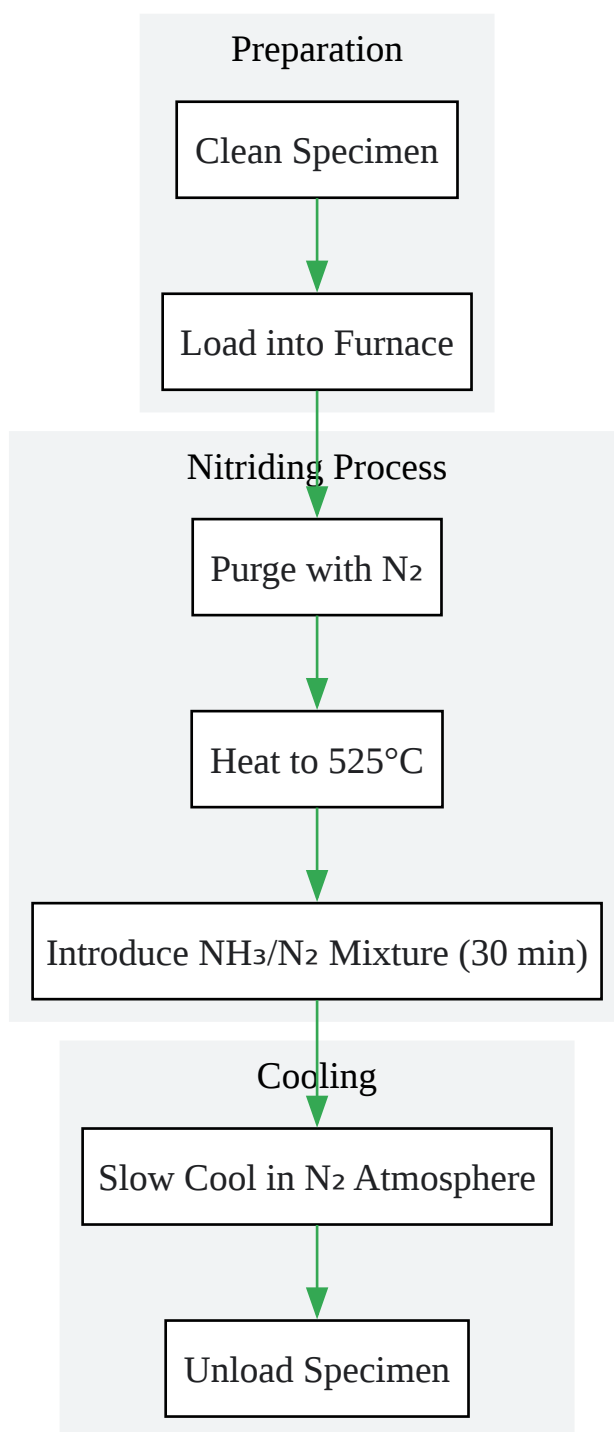 Preparation
Clean Specimen
Load into Furnace
Nitriding Process
Purge with N₂
Heat to 525°C
Introduce NH₃/N₂ Mixture (30 min)
Cooling
Slow Cool in N₂ Atmosphere
Unload Specimen